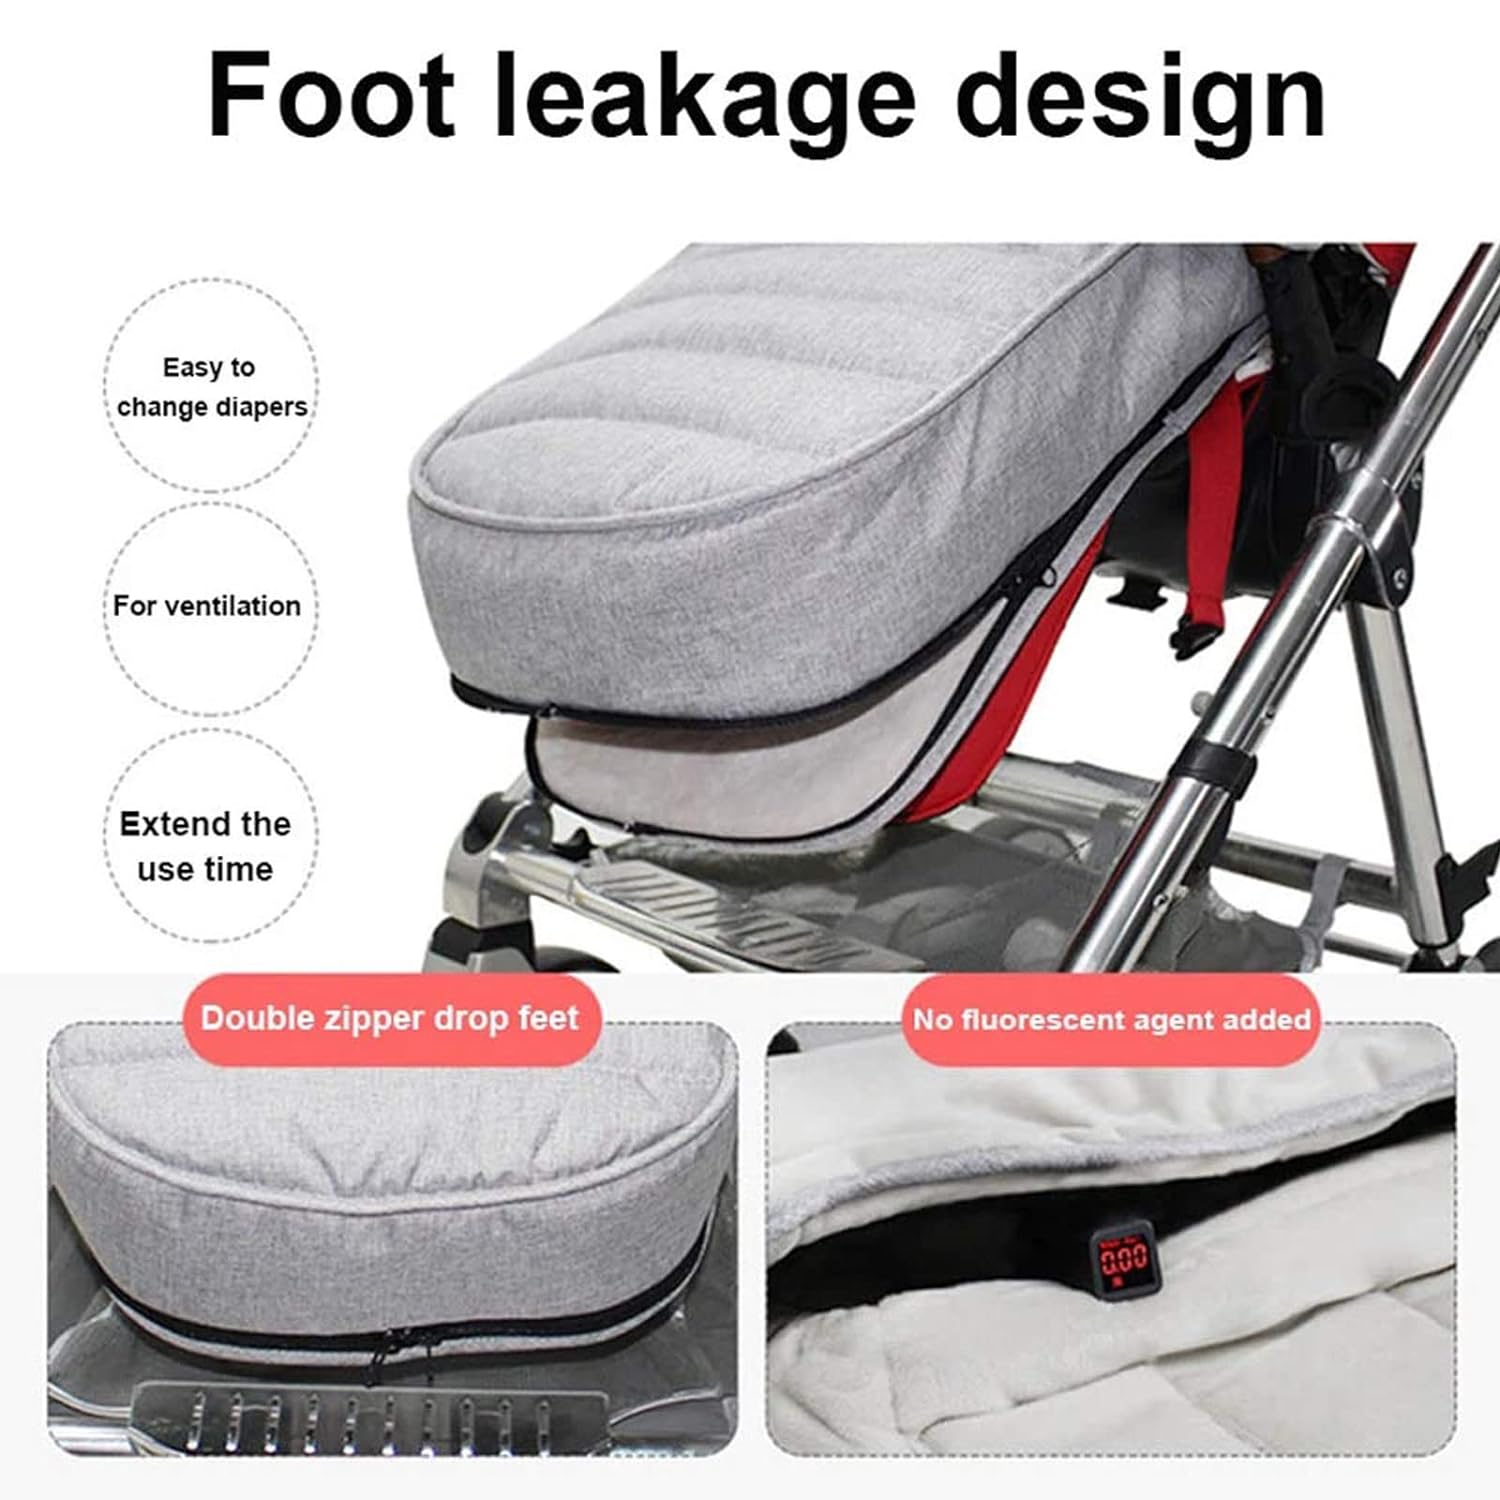 Foot leakage design
Easy to
change diapers
For ventilation
Extend the
use time
Double zipper drop feet
No fluorescent agent added
0.00